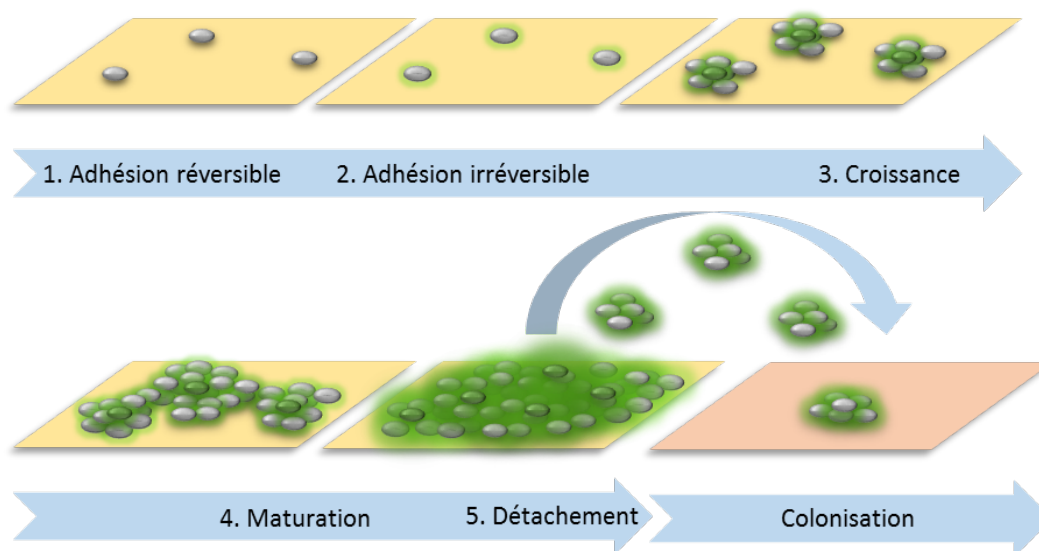 1. Adhésion réversible
2. Adhésion irréversible
3. Croissance
4. Maturation
5. Détachement
Colonisation